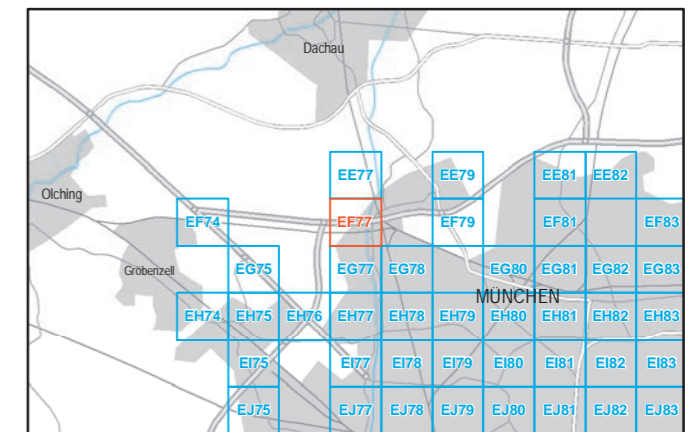 Dachau
EE77 EE79 EE81 EE82
Olching
EF74 EF77 EF79 EF81 EF83
Gröbenzell
EG75 EG77 EG78 EG80 EG81 EG82 EG83
MÜNCHEN
EH74 EH75 EH76 EH77 EH78 EH79 EH80 EH81 EH82 EH83
EI75 EI77 EI78 EI79 EI80 EI81 EI82 EI83
EJ75 EJ77 EJ78 EJ79 EJ80 EJ81 EJ82 EJ83